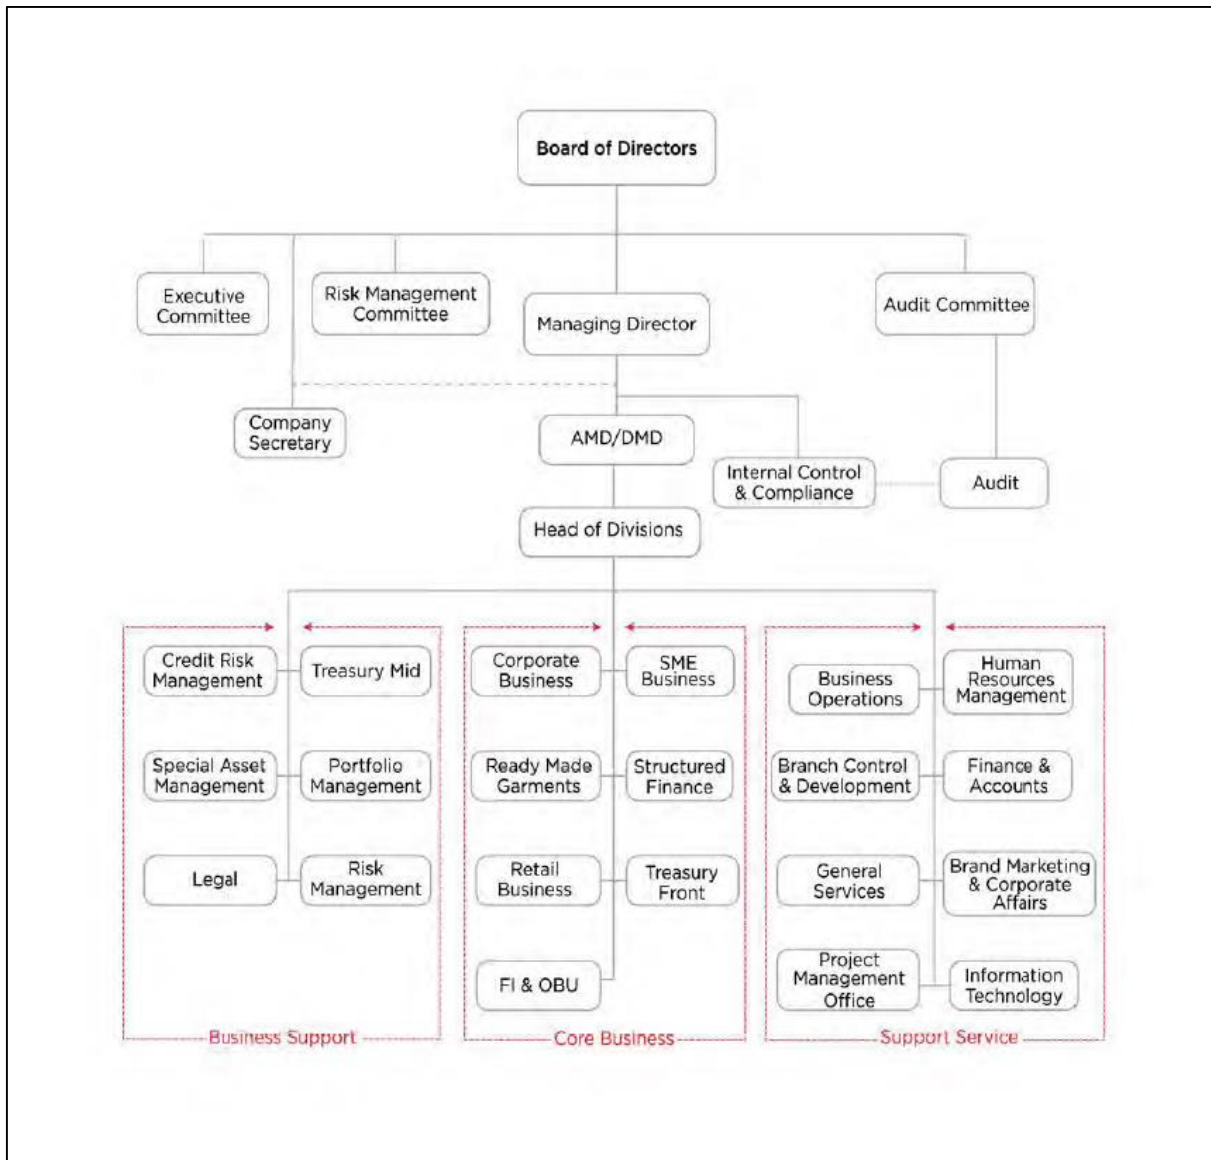 Board of Directors
Executive
Committee
Risk Management
Committee
Managing Director
Audit Committee
Company
Secretary
AMD/DMD
Internal Control
& Compliance
Audit
Head of Divisions
Credit Risk
Management
Treasury Mid
Special Asset
Management
Portfolio
Management
Legal
Risk
Management
Business Support
Corporate
Business
SME
Business
Ready Made
Garments
Structured
Finance
Retail
Business
Treasury
Front
FI & OBU
Core Business
Business
Operations
Human
Resources
Management
Branch Control
& Development
Finance &
Accounts
General
Services
Brand Marketing
& Corporate
Affairs
Project
Management
Office
Information
Technology
Support Service